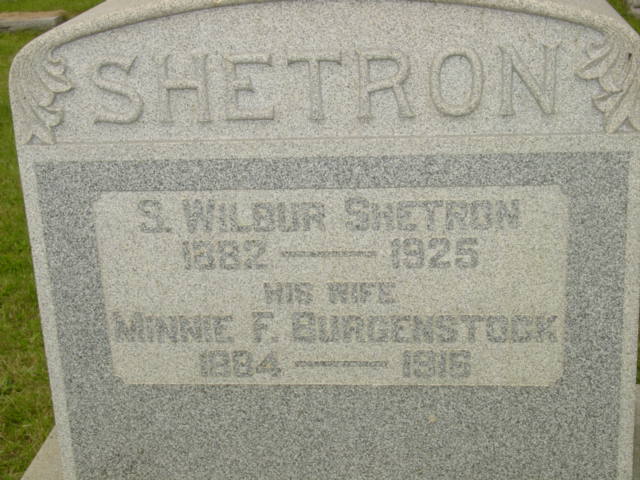 SHETRON
S. WILBUR SHETRON
1882 — 1925
HIS WIFE
MINNIE F. BURGENSTOCK
1884 — 1916